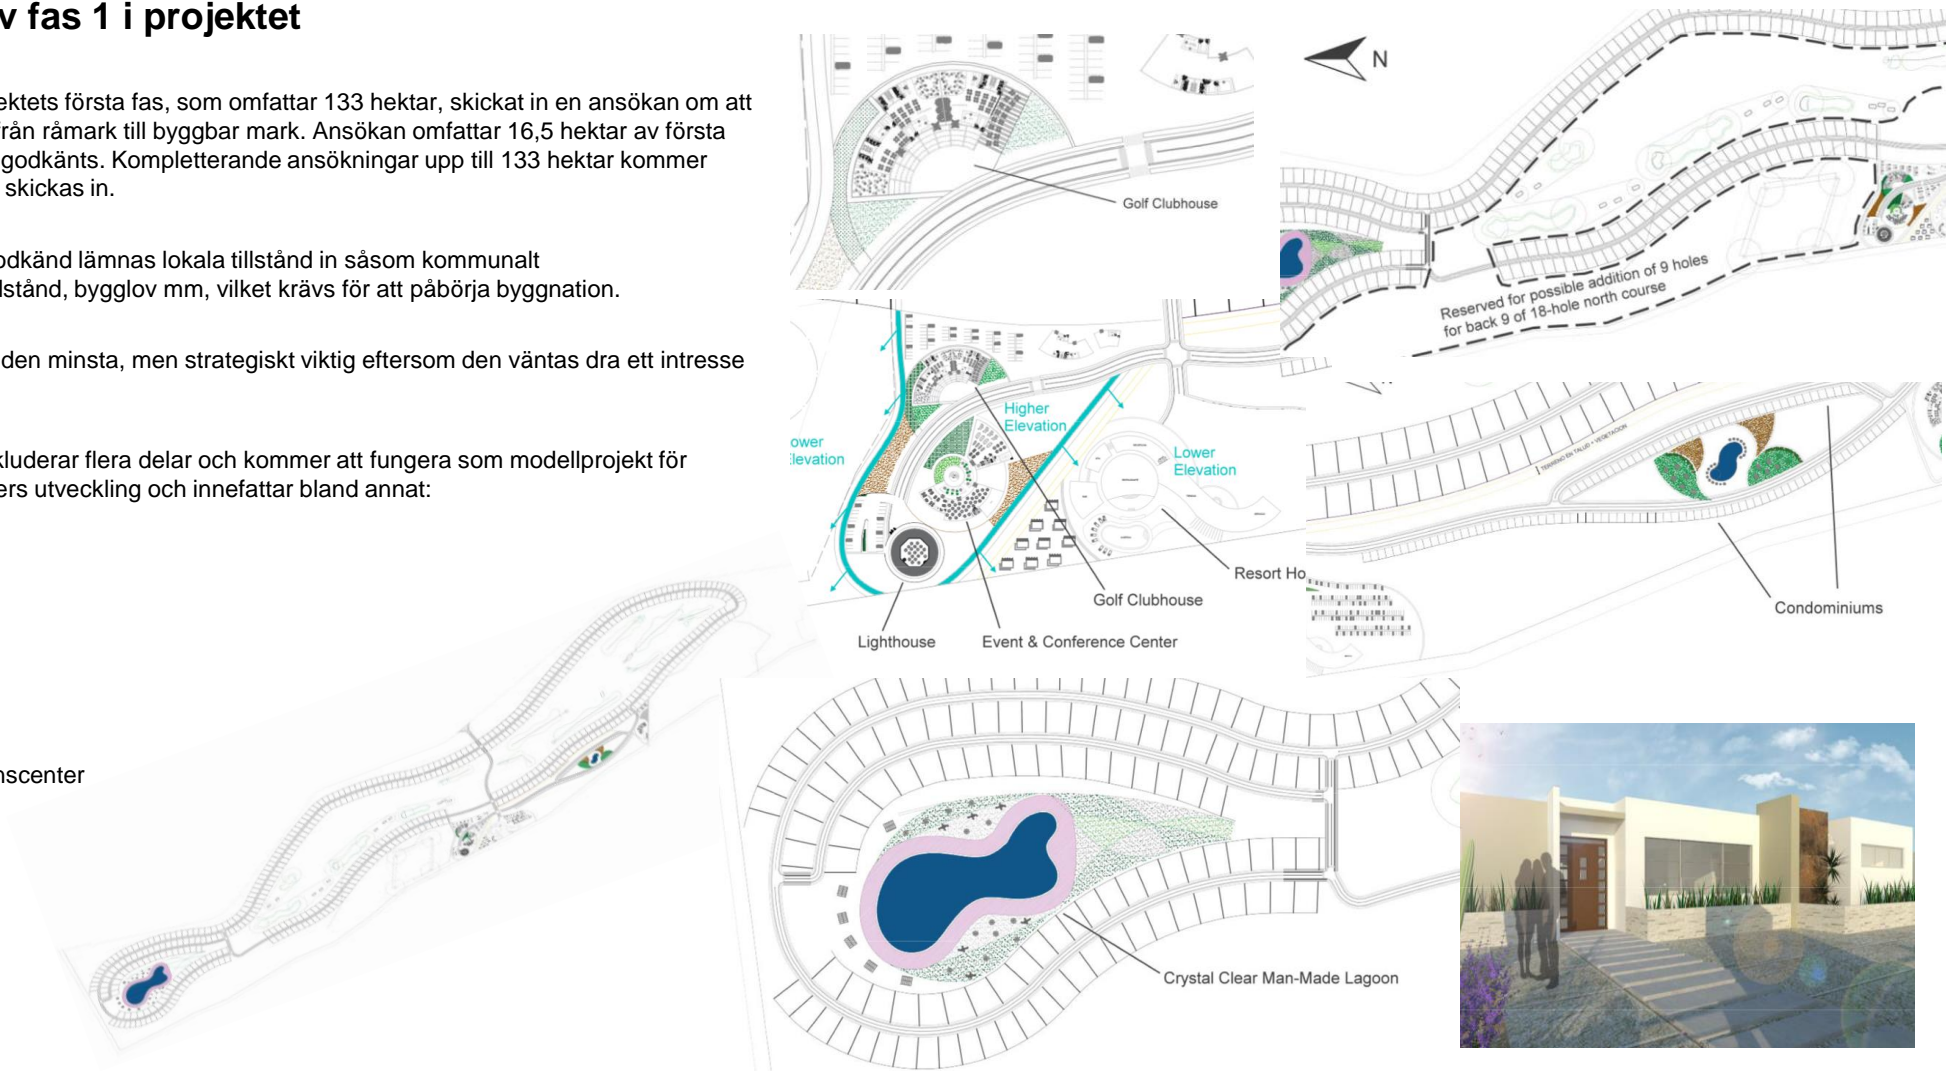 v fas 1 i projektet
ektets första fas, som omfattar 133 hektar, skickat in en ansökan om att
från råmark till byggbar mark. Ansökan omfattar 16,5 hektar av första
godkänts. Kompletterande ansökningar upp till 133 hektar kommer
skickas in.
odkänd lämnas lokala tillstånd in såsom kommunalt
lstånd, bygglov mm, vilket krävs för att påbörja byggnation.
den minsta, men strategiskt viktig eftersom den väntas dra ett intresse
kluderar flera delar och kommer att fungera som modellprojekt för
ers utveckling och innefattar bland annat:
nscenter
Golf Clubhouse
N
Reserved for possible addition of 9 holes
for back 9 of 18-hole north course
Higher
Elevation
ower
Elevation
Lower
Elevation
Resort Ho
Golf Clubhouse
Lighthouse
Event & Conference Center
TERRENO EN TALUD + VEGETACION
Condominiums
Crystal Clear Man-Made Lagoon